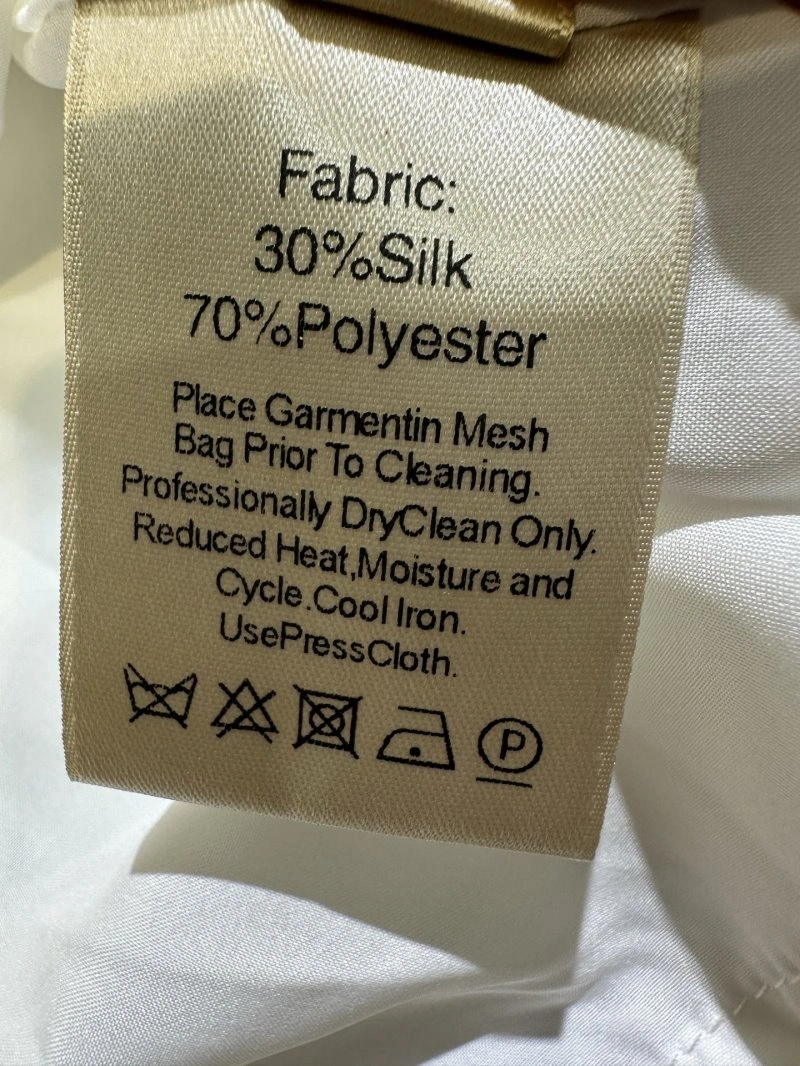 Fabric:
30%Silk
70%Polyester
Place Garmentin Mesh
Bag Prior To Cleaning.
Professionally DryClean Only.
Reduced Heat,Moisture and
Cycle.Cool Iron.
UsePressCloth.
P